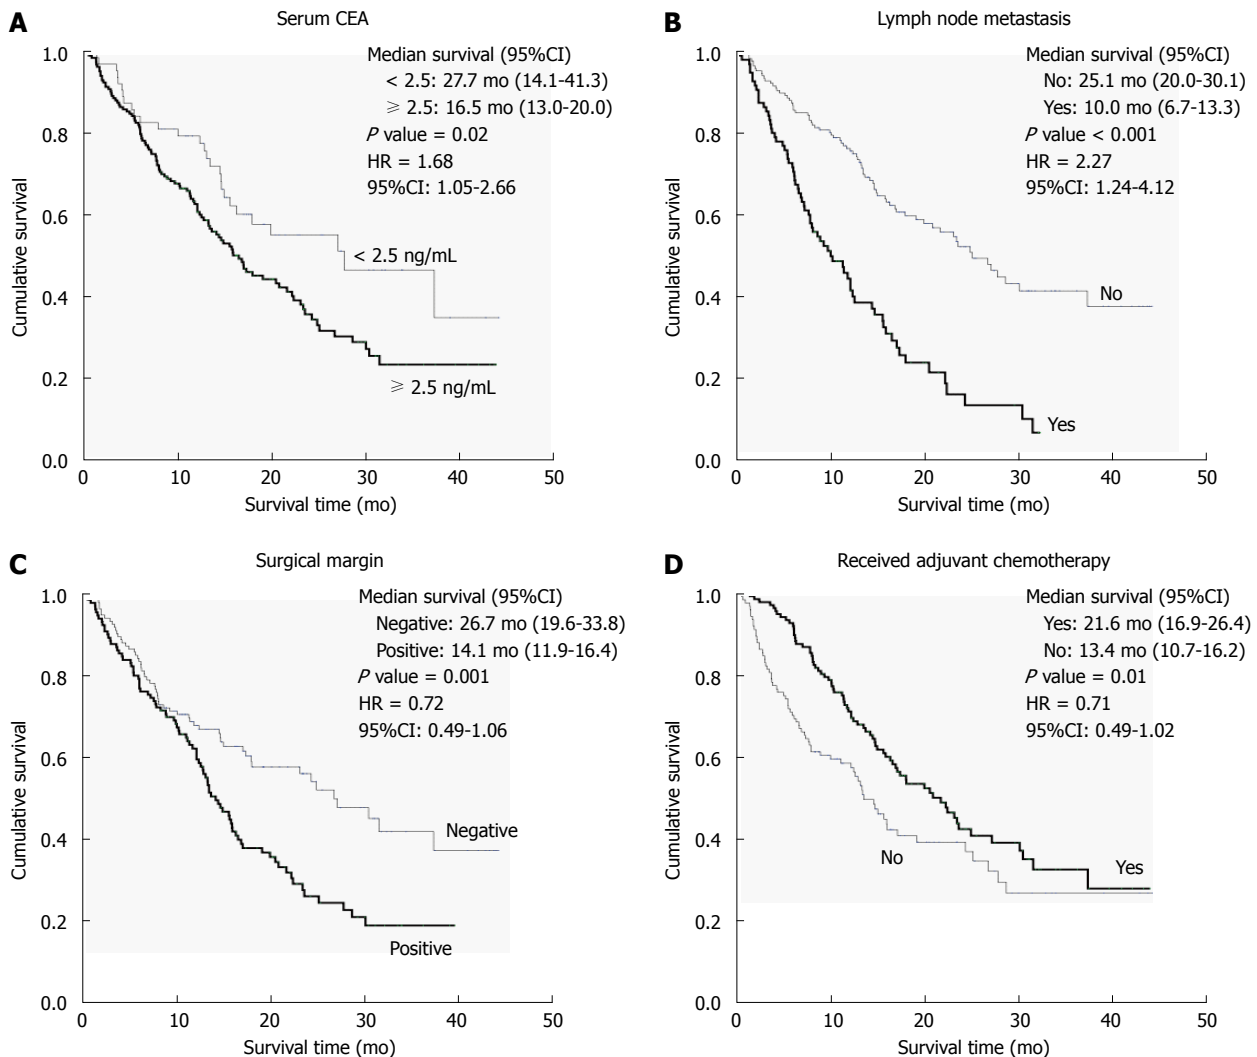 A
Serum CEA
Median survival (95%CI)
< 2.5: 27.7 mo (14.1-41.3)
⩾ 2.5: 16.5 mo (13.0-20.0)
P value = 0.02
HR = 1.68
95%CI: 1.05-2.66
< 2.5 ng/mL
⩾ 2.5 ng/mL
Cumulative survival
1.0
0.8
0.6
0.4
0.2
0.0
0 10 20 30 40 50
Survival time (mo)
B
Lymph node metastasis
Median survival (95%CI)
No: 25.1 mo (20.0-30.1)
Yes: 10.0 mo (6.7-13.3)
P value < 0.001
HR = 2.27
95%CI: 1.24-4.12
No
Yes
Cumulative survival
1.0
0.8
0.6
0.4
0.2
0.0
0 10 20 30 40 50
Survival time (mo)
C
Surgical margin
Median survival (95%CI)
Negative: 26.7 mo (19.6-33.8)
Positive: 14.1 mo (11.9-16.4)
P value = 0.001
HR = 0.72
95%CI: 0.49-1.06
Negative
Positive
Cumulative survival
1.0
0.8
0.6
0.4
0.2
0.0
0 10 20 30 40 50
Survival time (mo)
D
Received adjuvant chemotherapy
Median survival (95%CI)
Yes: 21.6 mo (16.9-26.4)
No: 13.4 mo (10.7-16.2)
P value = 0.01
HR = 0.71
95%CI: 0.49-1.02
No
Yes
Cumulative survival
1.0
0.8
0.6
0.4
0.2
0.0
0 10 20 30 40 50
Survival time (mo)